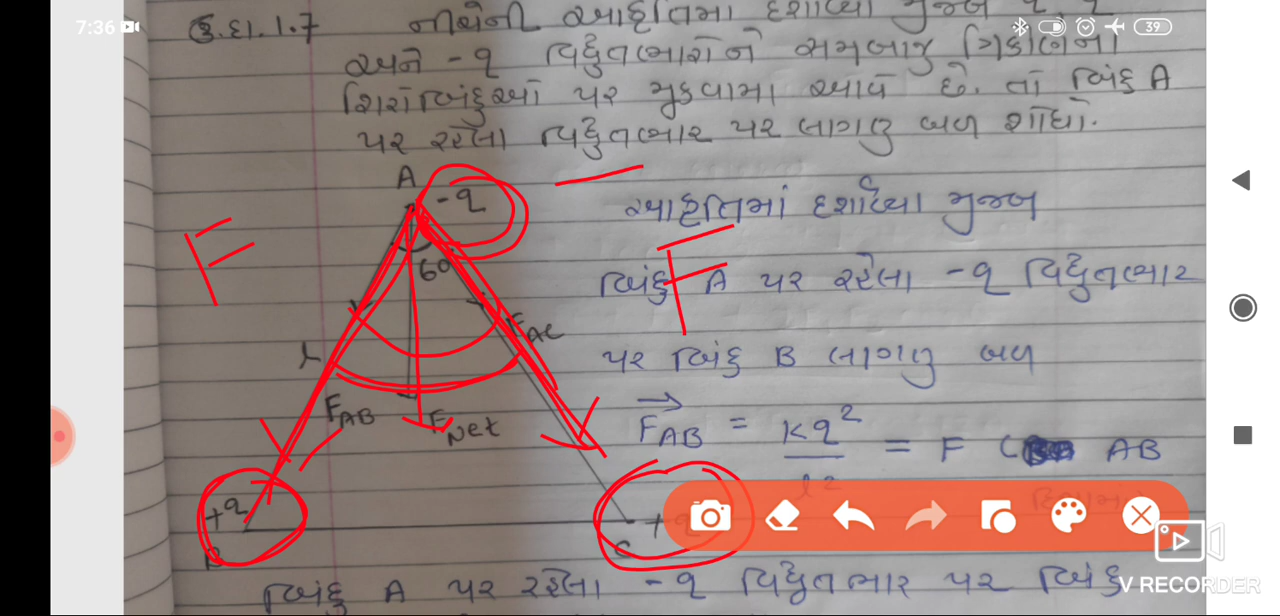 7:36
39
ઉ.દા.1.7 નીચેની આકૃતિમાં દર્શાવ્યા મુજબ q, q
અને -q વિદ્યુતભારોને સમબાજુ ત્રિકોણના
શિરોબિંદુઓ પર મુકવામાં આવે છે. તો બિંદુ A
પર રહેલા વિદ્યુતભાર પર લાગતુ બળ શોધો.
A
-q
આકૃતિમાં દર્શાવ્યા મુજબ
F
60
F
બિંદુ A પર રહેલા -q વિદ્યુતભાર
FAC
l
પર બિંદુ B લાગતુ બળ
FAB
FNet
FAB = kq² / l² = F ( AB
+q
B
+q
C
V RECORDER
બિંદુ A પર રહેલા -q વિદ્યુતભાર પર બિંદુ